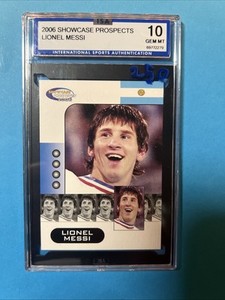 2006 SHOWCASE PROSPECTS
LIONEL MESSI
10
GEM MT
INTERNATIONAL SPORTS AUTHENTICATION
LIONEL
MESSI